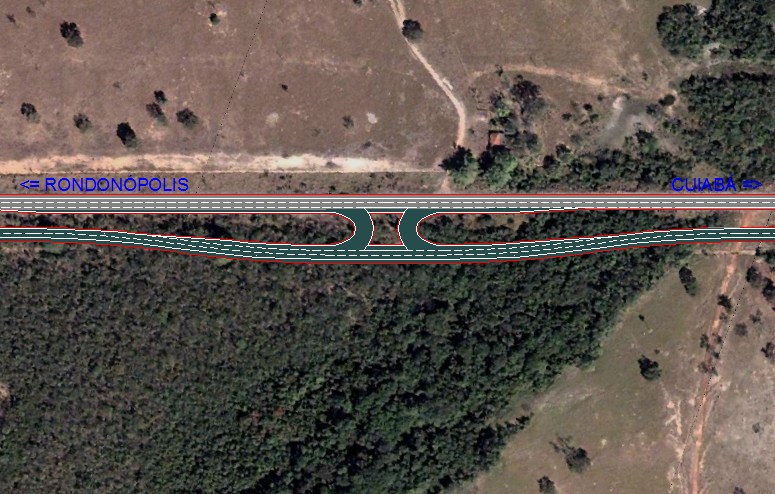 <= RONDONÓPOLIS
CUIABÁ =>